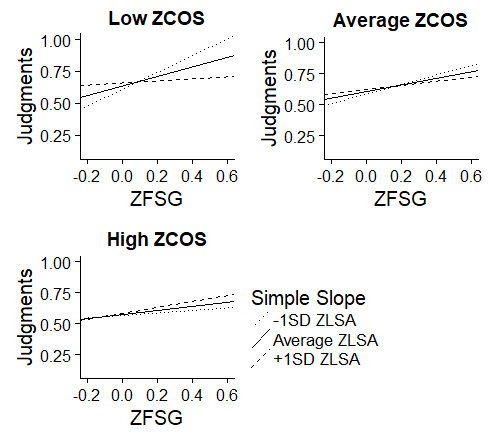 Low ZCOS
Judgments
1.00
0.75
0.50
0.25
-0.2 0.0 0.2 0.4 0.6
ZFSG
Average ZCOS
Judgments
1.00
0.75
0.50
0.25
-0.2 0.0 0.2 0.4 0.6
ZFSG
High ZCOS
Judgments
1.00
0.75
0.50
0.25
-0.2 0.0 0.2 0.4 0.6
ZFSG
Simple Slope
-1SD ZLSA
Average ZLSA
+1SD ZLSA